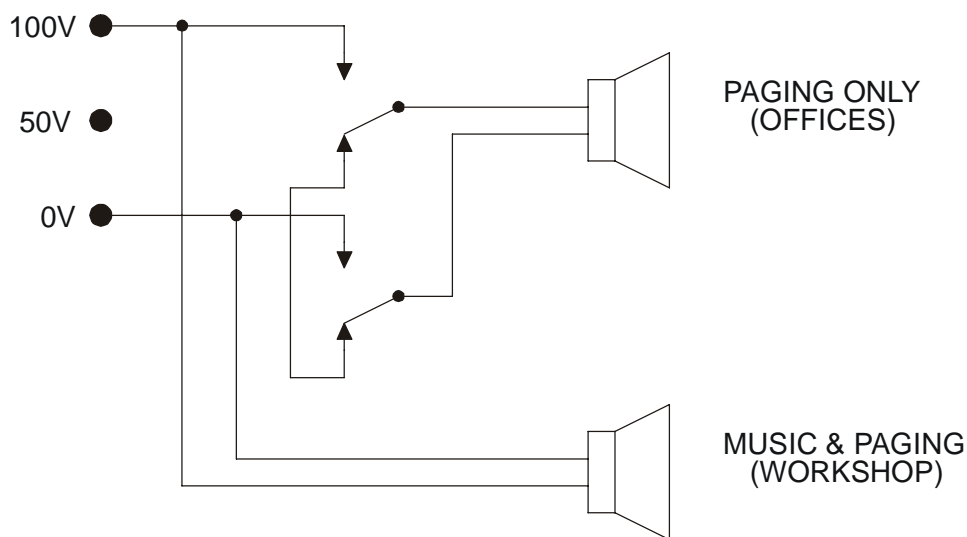 100V
50V
0V
PAGING ONLY
(OFFICES)
MUSIC & PAGING
(WORKSHOP)